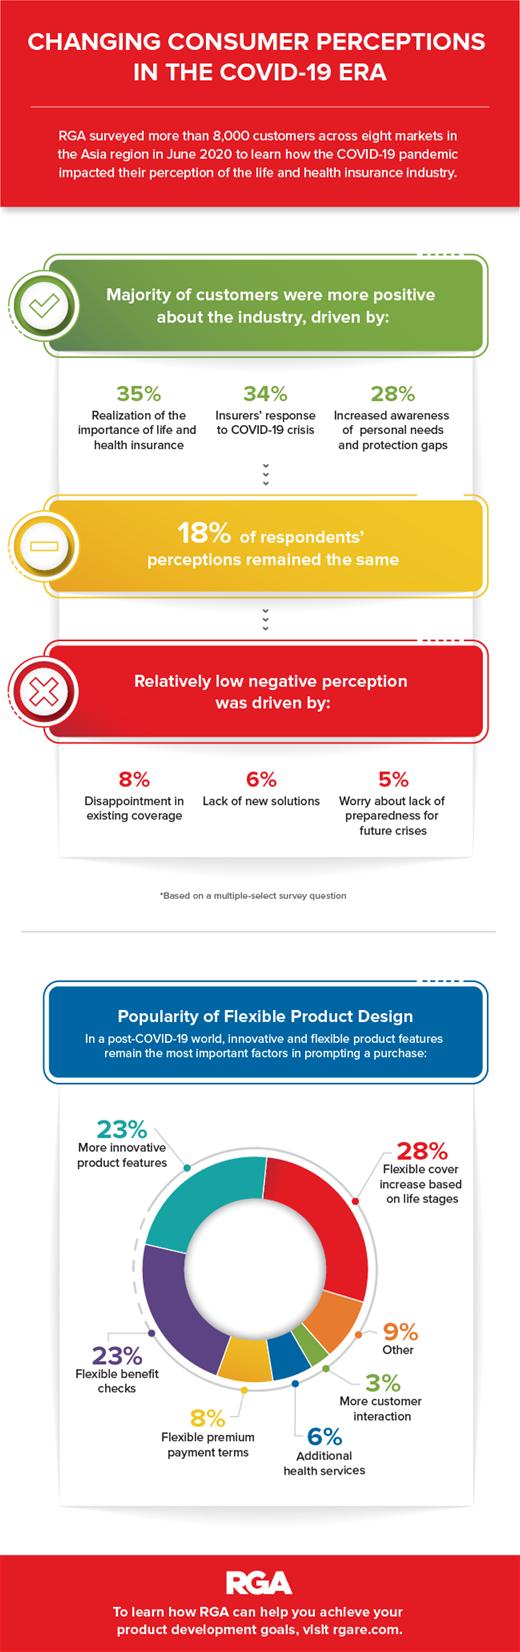 CHANGING CONSUMER PERCEPTIONS
IN THE COVID-19 ERA
RGA surveyed more than 8,000 customers across eight markets in
the Asia region in June 2020 to learn how the COVID-19 pandemic
impacted their perception of the life and health insurance industry.
Majority of customers were more positive
about the industry, driven by:
35%
Realization of the
importance of life and
health insurance
34%
Insurers' response
to COVID-19 crisis
28%
Increased awareness
of personal needs
and protection gaps
18% of respondents'
perceptions remained the same
Relatively low negative perception
was driven by:
8%
Disappointment in
existing coverage
6%
Lack of new solutions
5%
Worry about lack of
preparedness for
future crises
*Based on a multiple-select survey question
Popularity of Flexible Product Design
In a post-COVID-19 world, innovative and flexible product features
remain the most important factors in prompting a purchase:
23%
More innovative
product features
28%
Flexible cover
increase based
on life stages
9%
Other
23%
Flexible benefit
checks
3%
More customer
interaction
8%
Flexible premium
payment terms
6%
Additional
health services
RGA
To learn how RGA can help you achieve your
product development goals, visit rgare.com.